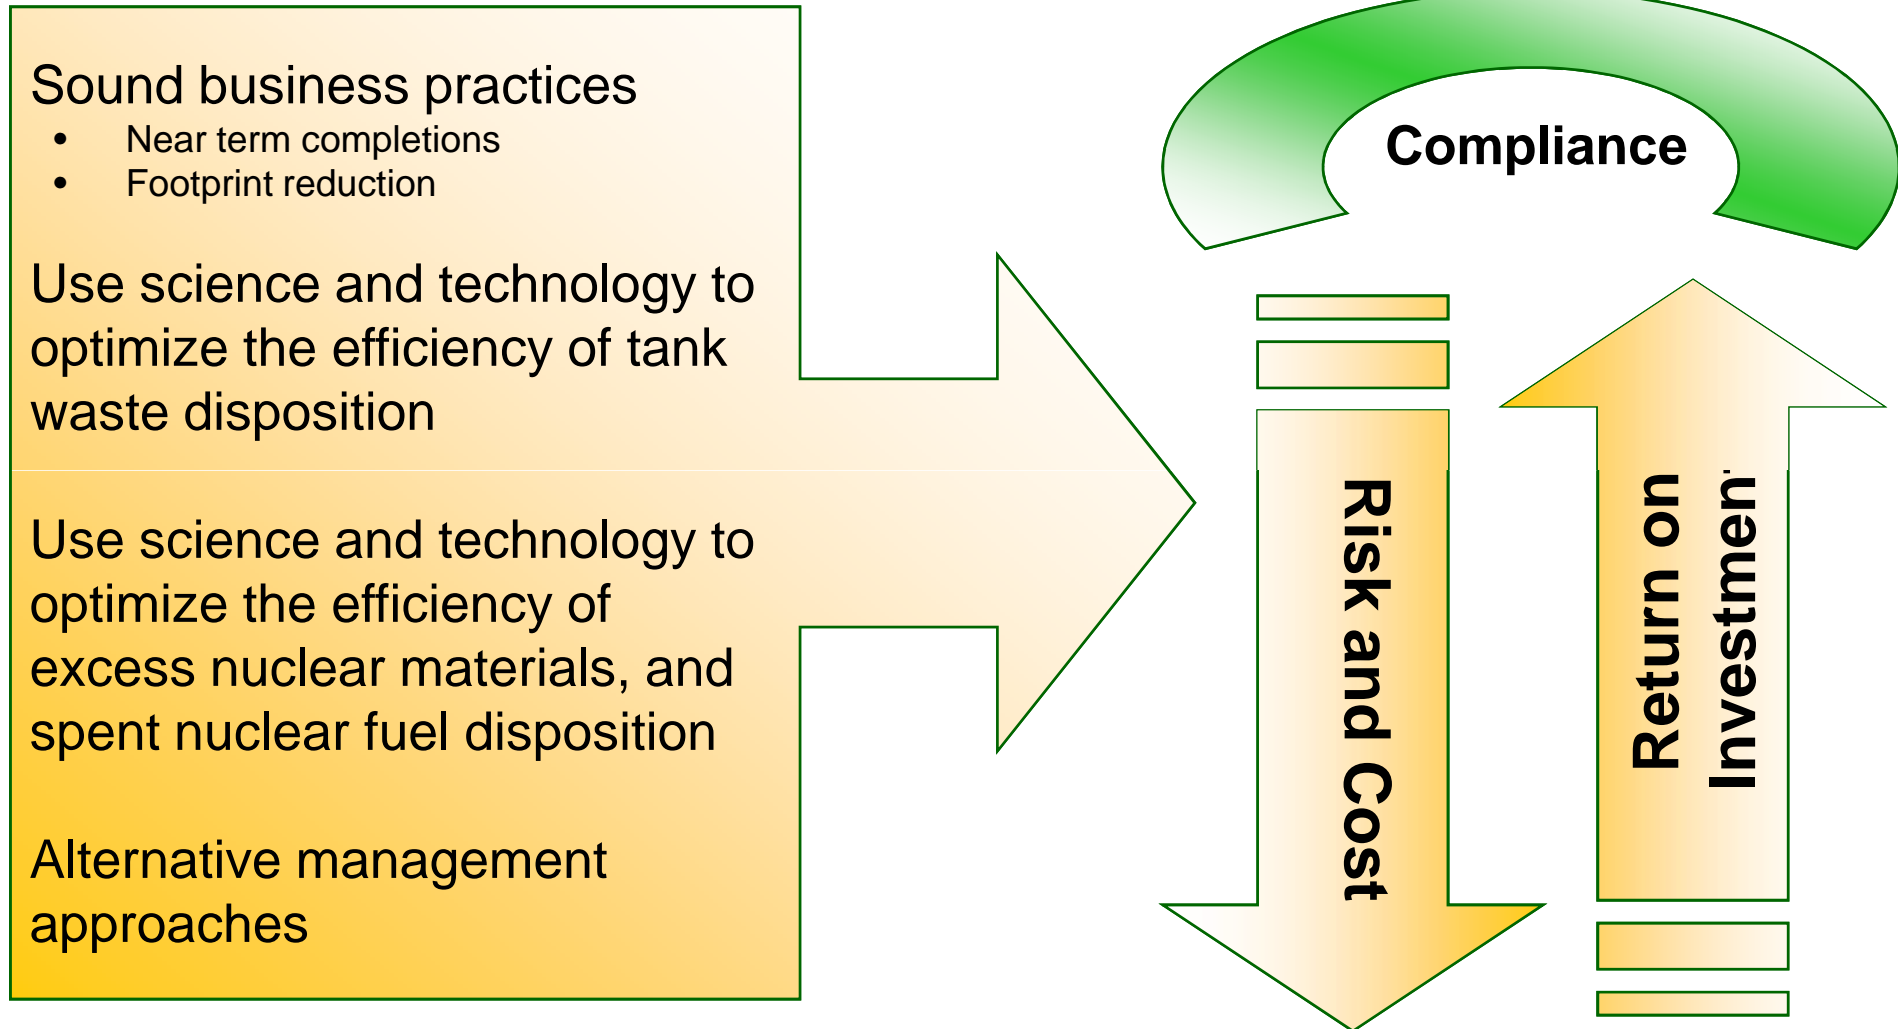 Sound business practices
• Near term completions
• Footprint reduction
Use science and technology to
optimize the efficiency of tank
waste disposition
Use science and technology to
optimize the efficiency of
excess nuclear materials, and
spent nuclear fuel disposition
Alternative management
approaches
Compliance
Risk and Cost
Return on
Investment